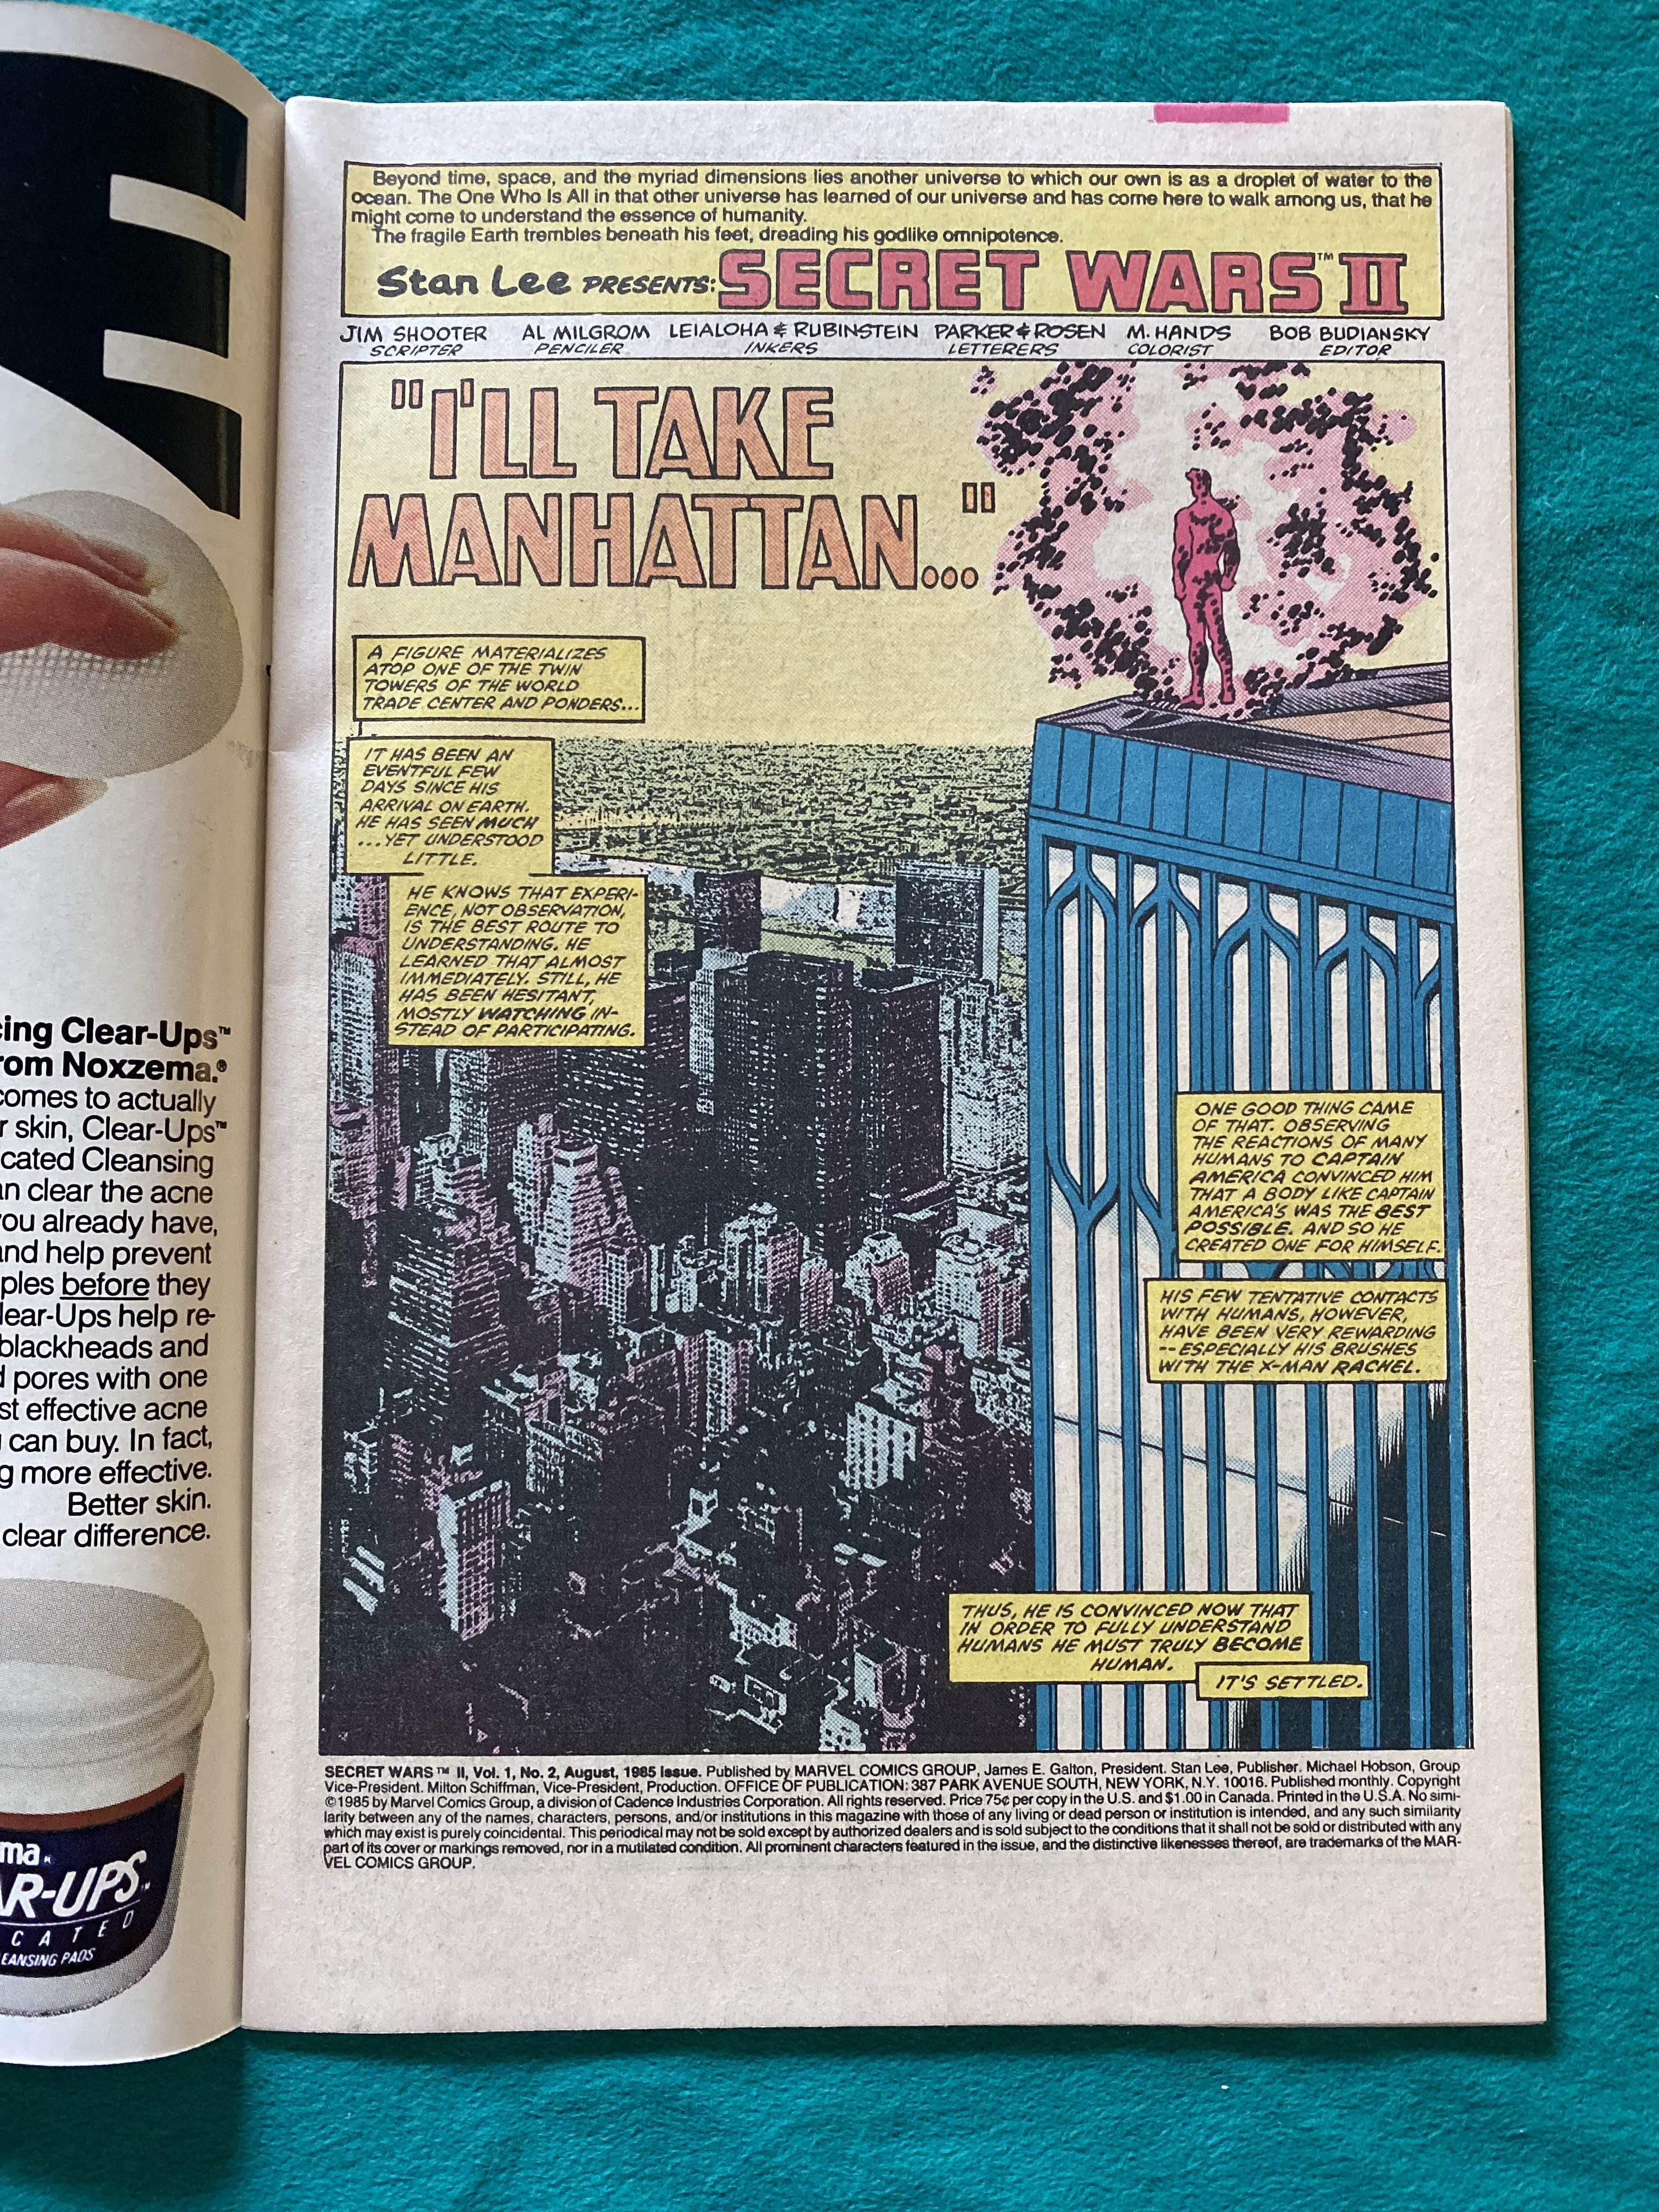 cing Clear-Ups™
rom Noxzema.®
comes to actually
r skin, Clear-Ups™
cated Cleansing
an clear the acne
you already have,
and help prevent
ples before they
lear-Ups help re-
blackheads and
d pores with one
st effective acne
u can buy. In fact,
g more effective.
Better skin.
clear difference.
ma
AR-UPS™
CATED
EANSING PADS
Beyond time, space, and the myriad dimensions lies another universe to which our own is as a droplet of water to the
ocean. The One Who Is All in that other universe has learned of our universe and has come here to walk among us, that he
might come to understand the essence of humanity.
The fragile Earth trembles beneath his feet, dreading his godlike omnipotence.
Stan Lee PRESENTS: SECRET WARS™ II
JIM SHOOTER AL MILGROM LEIALOHA & RUBINSTEIN PARKER & ROSEN M. HANDS BOB BUDIANSKY
SCRIPTER PENCILER INKERS LETTERERS COLORIST EDITOR
"I'LL TAKE
MANHATTAN..."
A FIGURE MATERIALIZES
ATOP ONE OF THE TWIN
TOWERS OF THE WORLD
TRADE CENTER AND PONDERS...
IT HAS BEEN AN
EVENTFUL FEW
DAYS SINCE HIS
ARRIVAL ON EARTH.
HE HAS SEEN MUCH
...YET UNDERSTOOD
LITTLE.
HE KNOWS THAT EXPERI-
ENCE, NOT OBSERVATION,
IS THE BEST ROUTE TO
UNDERSTANDING. HE
LEARNED THAT ALMOST
IMMEDIATELY. STILL, HE
HAS BEEN HESITANT,
MOSTLY WATCHING IN-
STEAD OF PARTICIPATING.
ONE GOOD THING CAME
OF THAT. OBSERVING
THE REACTIONS OF MANY
HUMANS TO CAPTAIN
AMERICA CONVINCED HIM
THAT A BODY LIKE CAPTAIN
AMERICA'S WAS THE BEST
POSSIBLE. AND SO HE
CREATED ONE FOR HIMSELF.
HIS FEW TENTATIVE CONTACTS
WITH HUMANS, HOWEVER,
HAVE BEEN VERY REWARDING
--ESPECIALLY HIS BRUSHES
WITH THE X-MAN RACHEL.
THUS, HE IS CONVINCED NOW THAT
IN ORDER TO FULLY UNDERSTAND
HUMANS HE MUST TRULY BECOME
HUMAN.
IT'S SETTLED.
SECRET WARS™ II, Vol. 1, No. 2, August, 1985 Issue. Published by MARVEL COMICS GROUP, James E. Galton, President. Stan Lee, Publisher. Michael Hobson, Group
Vice-President. Milton Schiffman, Vice-President, Production. OFFICE OF PUBLICATION: 387 PARK AVENUE SOUTH, NEW YORK, N.Y. 10016. Published monthly. Copyright
©1985 by Marvel Comics Group, a division of Cadence Industries Corporation. All rights reserved. Price 75¢ per copy in the U.S. and $1.00 in Canada. Printed in the U.S.A. No simi-
larity between any of the names, characters, persons, and/or institutions in this magazine with those of any living or dead person or institution is intended, and any such similarity
which may exist is purely coincidental. This periodical may not be sold except by authorized dealers and is sold subject to the conditions that it shall not be sold or distributed with any
part of its cover or markings removed, nor in a mutilated condition. All prominent characters featured in the issue, and the distinctive likenesses thereof, are trademarks of the MAR-
VEL COMICS GROUP.